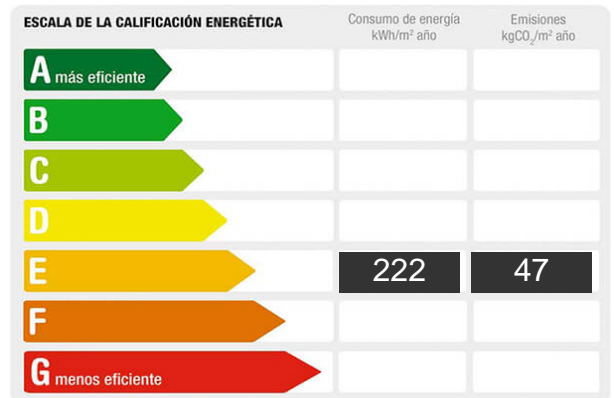 ESCALA DE LA CALIFICACIÓN ENERGÉTICA
Consumo de energía
kWh/m² año
Emisiones
kgCO₂/m² año
A más eficiente
B
C
D
E 222 47
F
G menos eficiente